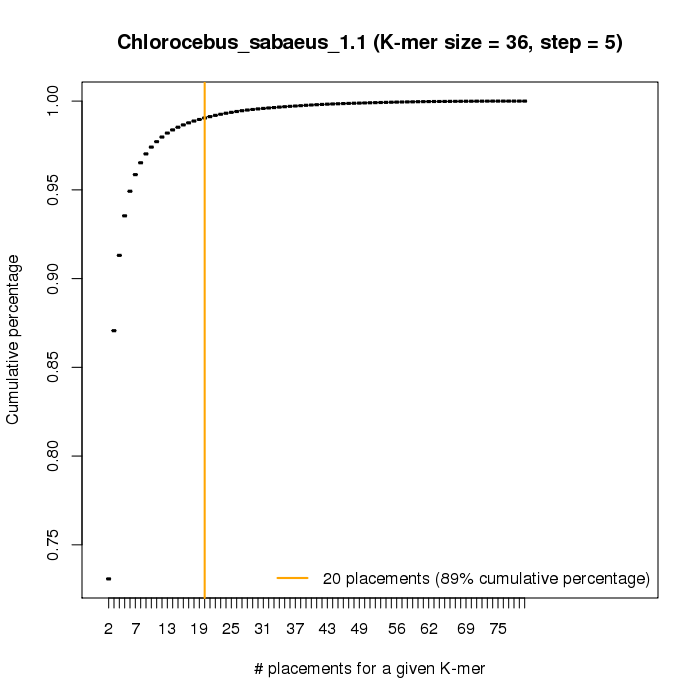 Chlorocebus_sabaeus_1.1 (K-mer size = 36, step = 5)
1.00
0.95
0.90
0.85
0.80
0.75
Cumulative percentage
20 placements (89% cumulative percentage)
2 7 13 19 25 31 37 43 49 56 62 69 75
# placements for a given K-mer